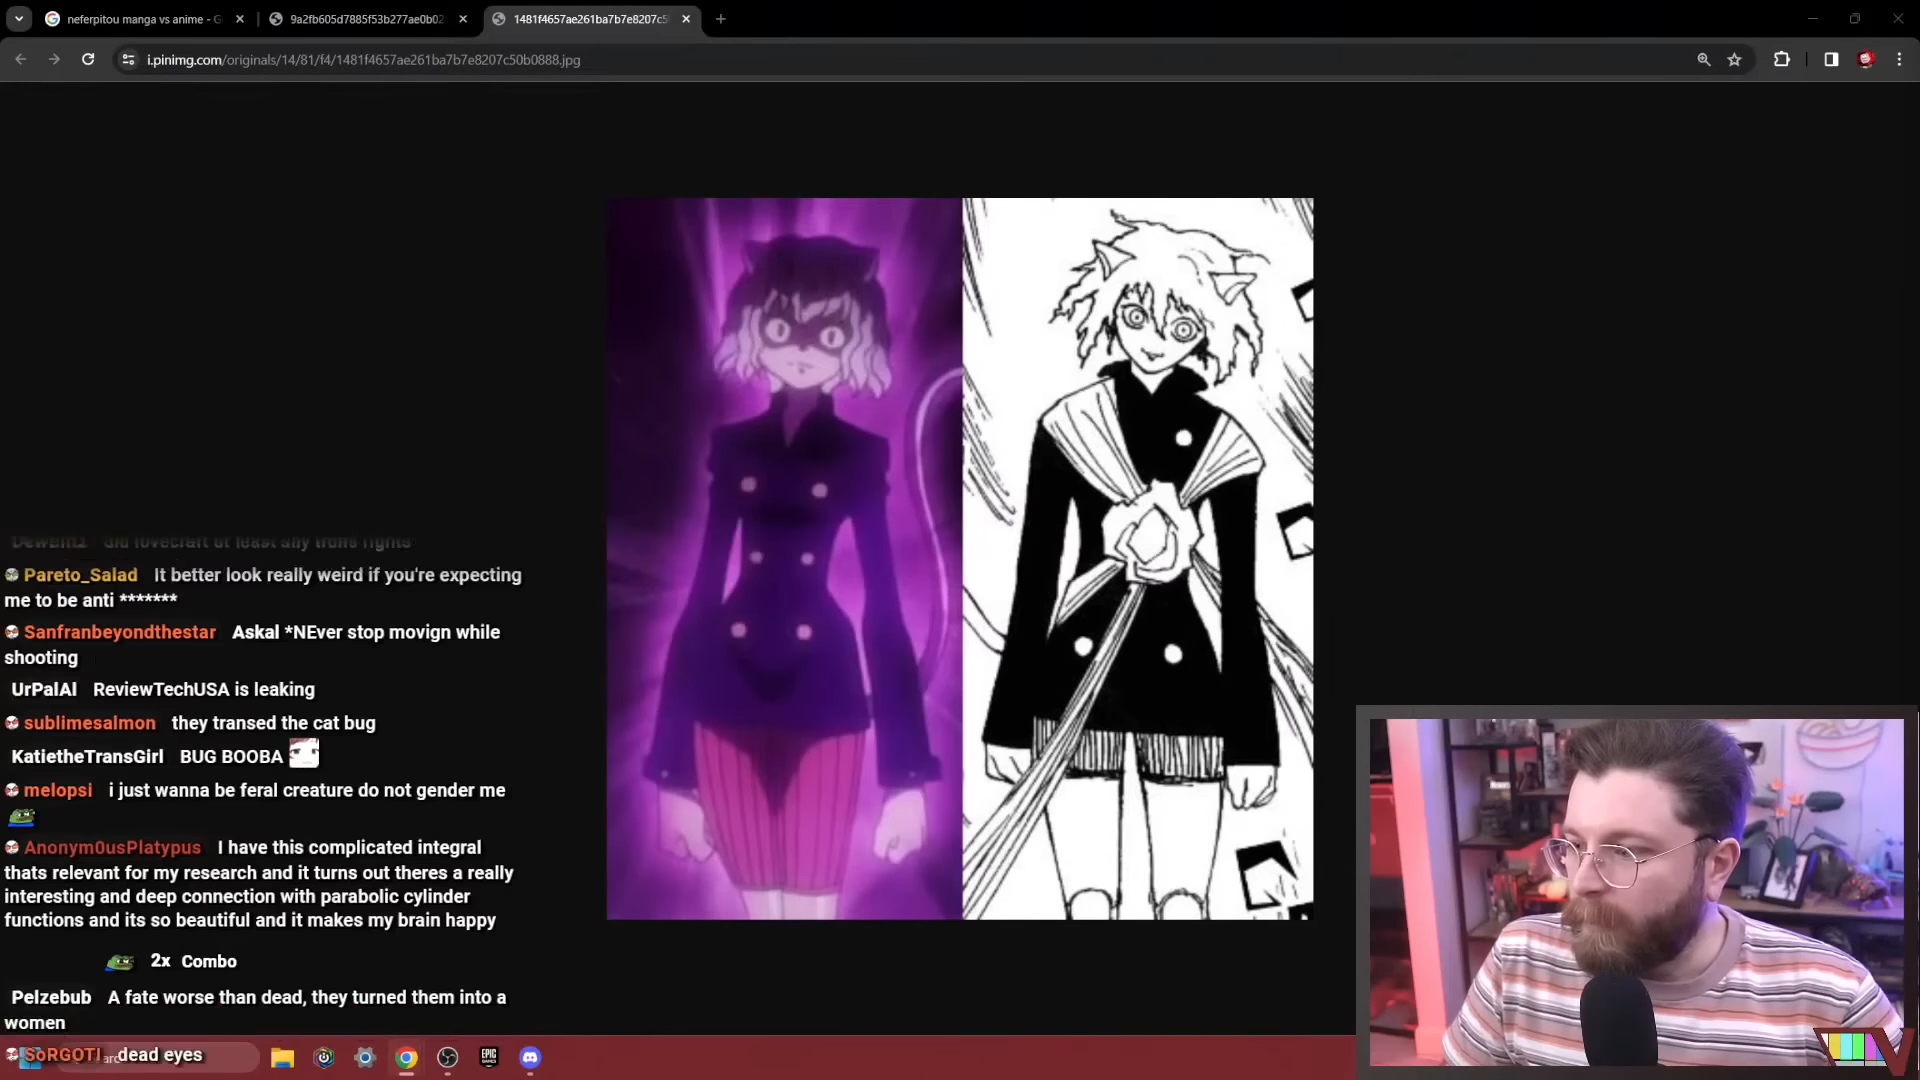 neferpitou manga vs anime - G
9a2fb605d7885f53b277ae0b02
1481f4657ae261ba7b7e8207c5
i.pinimg.com/originals/14/81/f4/1481f4657ae261ba7b7e8207c50b0888.jpg
Pareto_Salad It better look really weird if you're expecting
me to be anti *******
Sanfranbeyondthestar Askal *NEver stop movign while
shooting
UrPalAl ReviewTechUSA is leaking
sublimesalmon they transed the cat bug
KatietheTransGirl BUG BOOBA
melopsi i just wanna be feral creature do not gender me
Anonym0usPlatypus I have this complicated integral
thats relevant for my research and it turns out theres a really
interesting and deep connection with parabolic cylinder
functions and its so beautiful and it makes my brain happy
2x Combo
Pelzebub A fate worse than dead, they turned them into a
women
SoRGOTI dead eyes
EPIC
GAMES